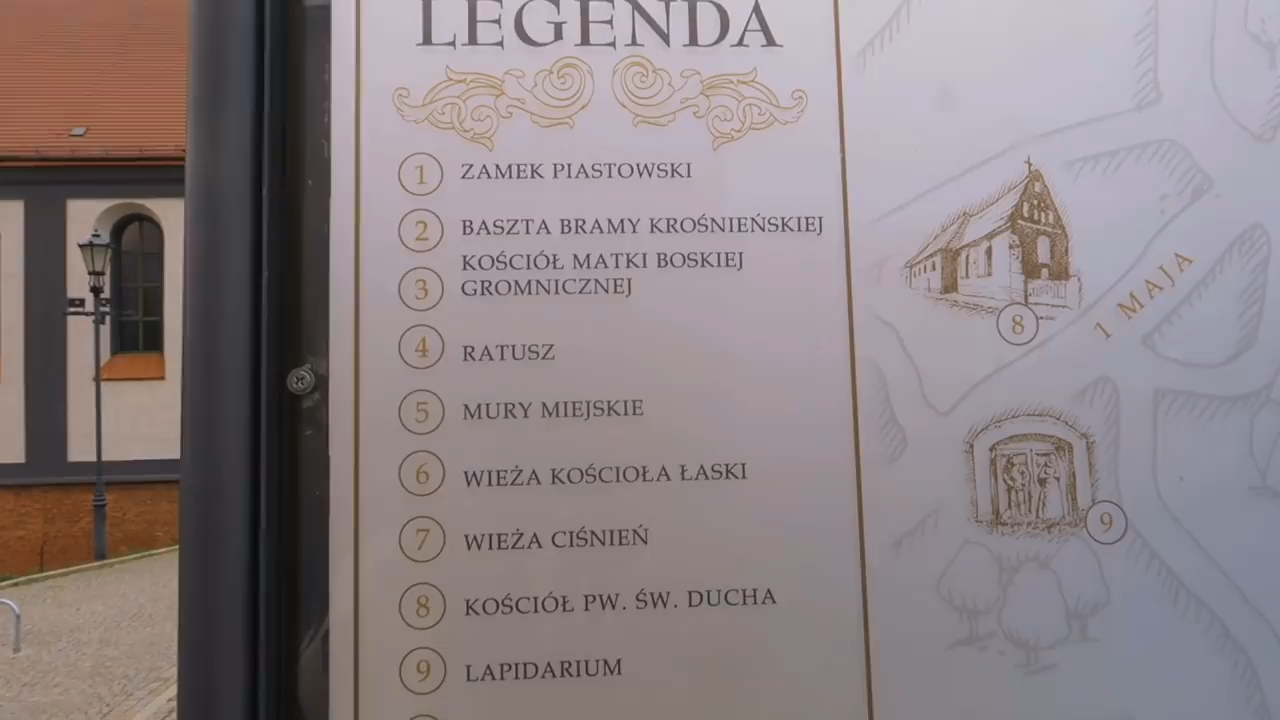 LEGENDA
1 ZAMEK PIASTOWSKI
2 BASZTA BRAMY KROŚNIEŃSKIEJ
3 KOŚCIÓŁ MATKI BOSKIEJ
GROMNICZNEJ
4 RATUSZ
5 MURY MIEJSKIE
6 WIEŻA KOŚCIOŁA ŁASKI
7 WIEŻA CIŚNIEŃ
8 KOŚCIÓŁ PW. ŚW. DUCHA
9 LAPIDARIUM
8
1 MAJA
9